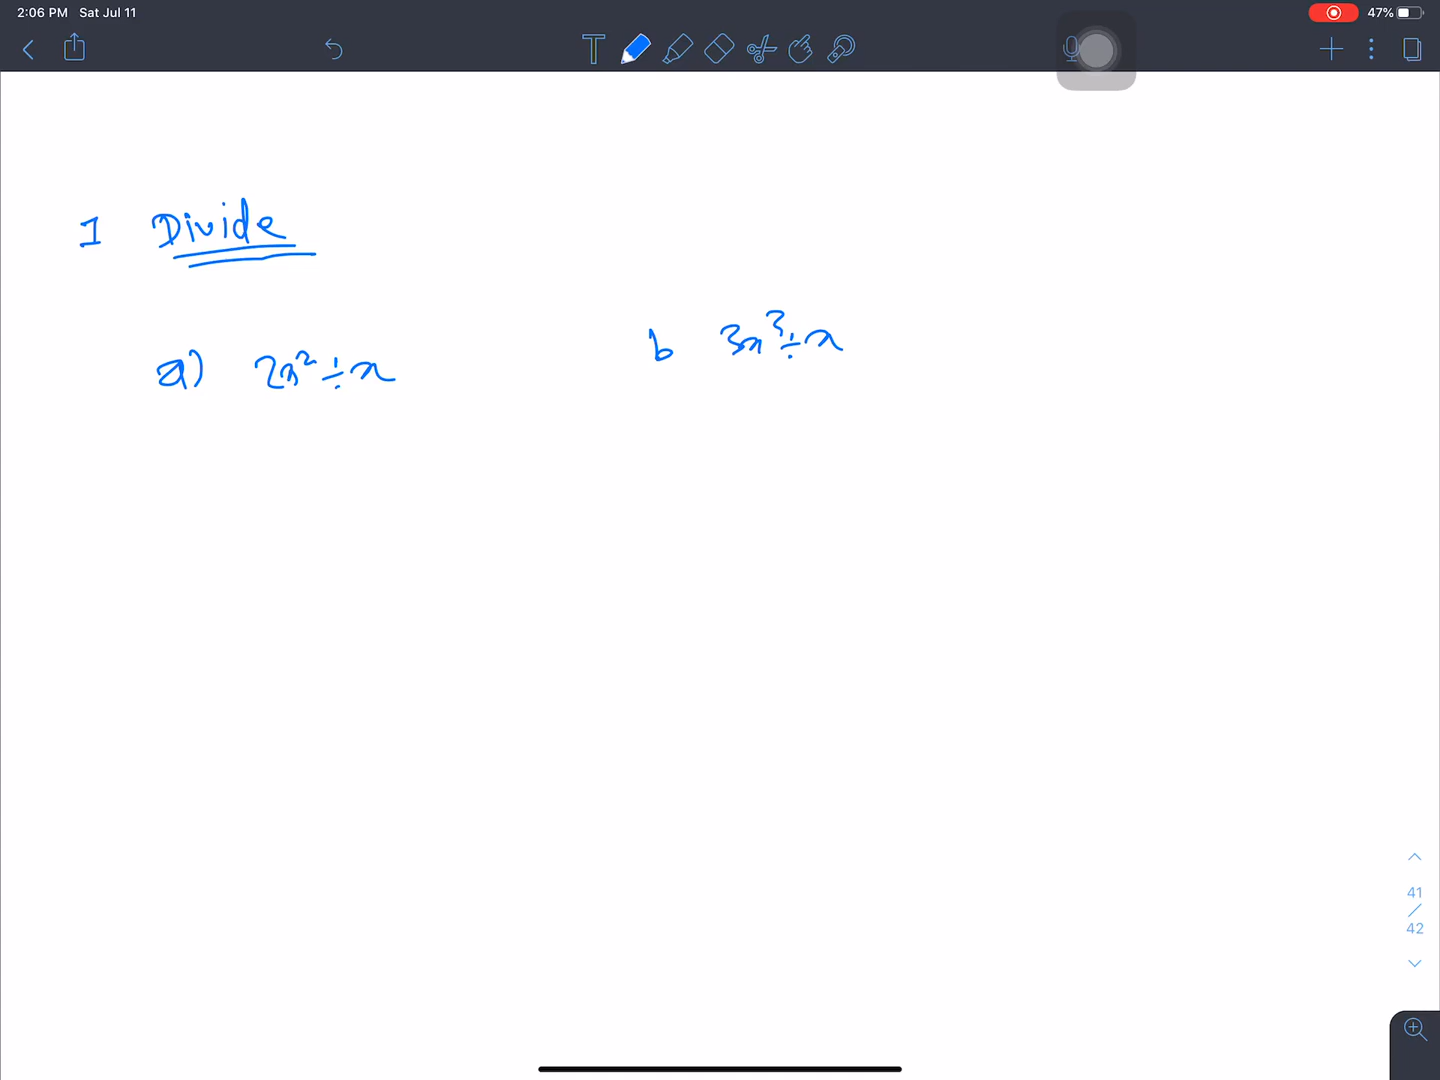 2:06 PM Sat Jul 11 47%
1 Divide
a) 2x² ÷ x
b 3x³ ÷ x
41
/
42